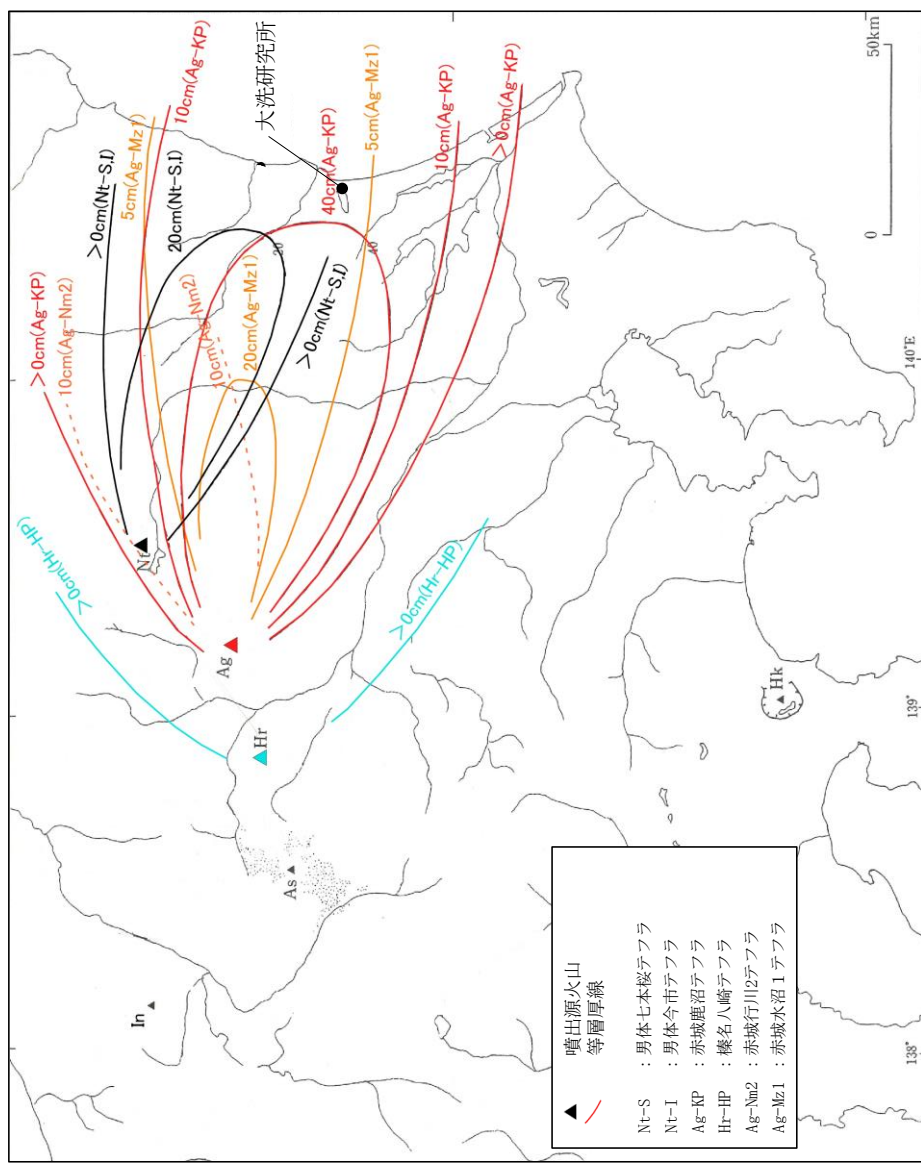 >0cm(Ag-KP)
10cm(Ag-Nm2)
>0cm(Nt-S,I)
5cm(Ag-Mz1)
10cm(Ag-KP)
20cm(Nt-S,I)
大洗研究所
40cm(Ag-KP)
20
40
10cm(Ag-Nm2)
20cm(Ag-Mz1)
>0cm(Nt-S,I)
5cm(Ag-Mz1)
10cm(Ag-KP)
>0cm(Ag-KP)
>0cm(Hr-HP)
>0cm(Hr-HP)
Nt
Ag
Hr
As
In
Hk
0
50km
140°E
139°
138°
噴出源火山
等層厚線
Nt-S :男体七本桜テフラ
Nt-I :男体今市テフラ
Ag-KP :赤城鹿沼テフラ
Hr-HP :榛名八崎テフラ
Ag-Nm2 :赤城行川2テフラ
Ag-Mz1 :赤城水沼1テフラ